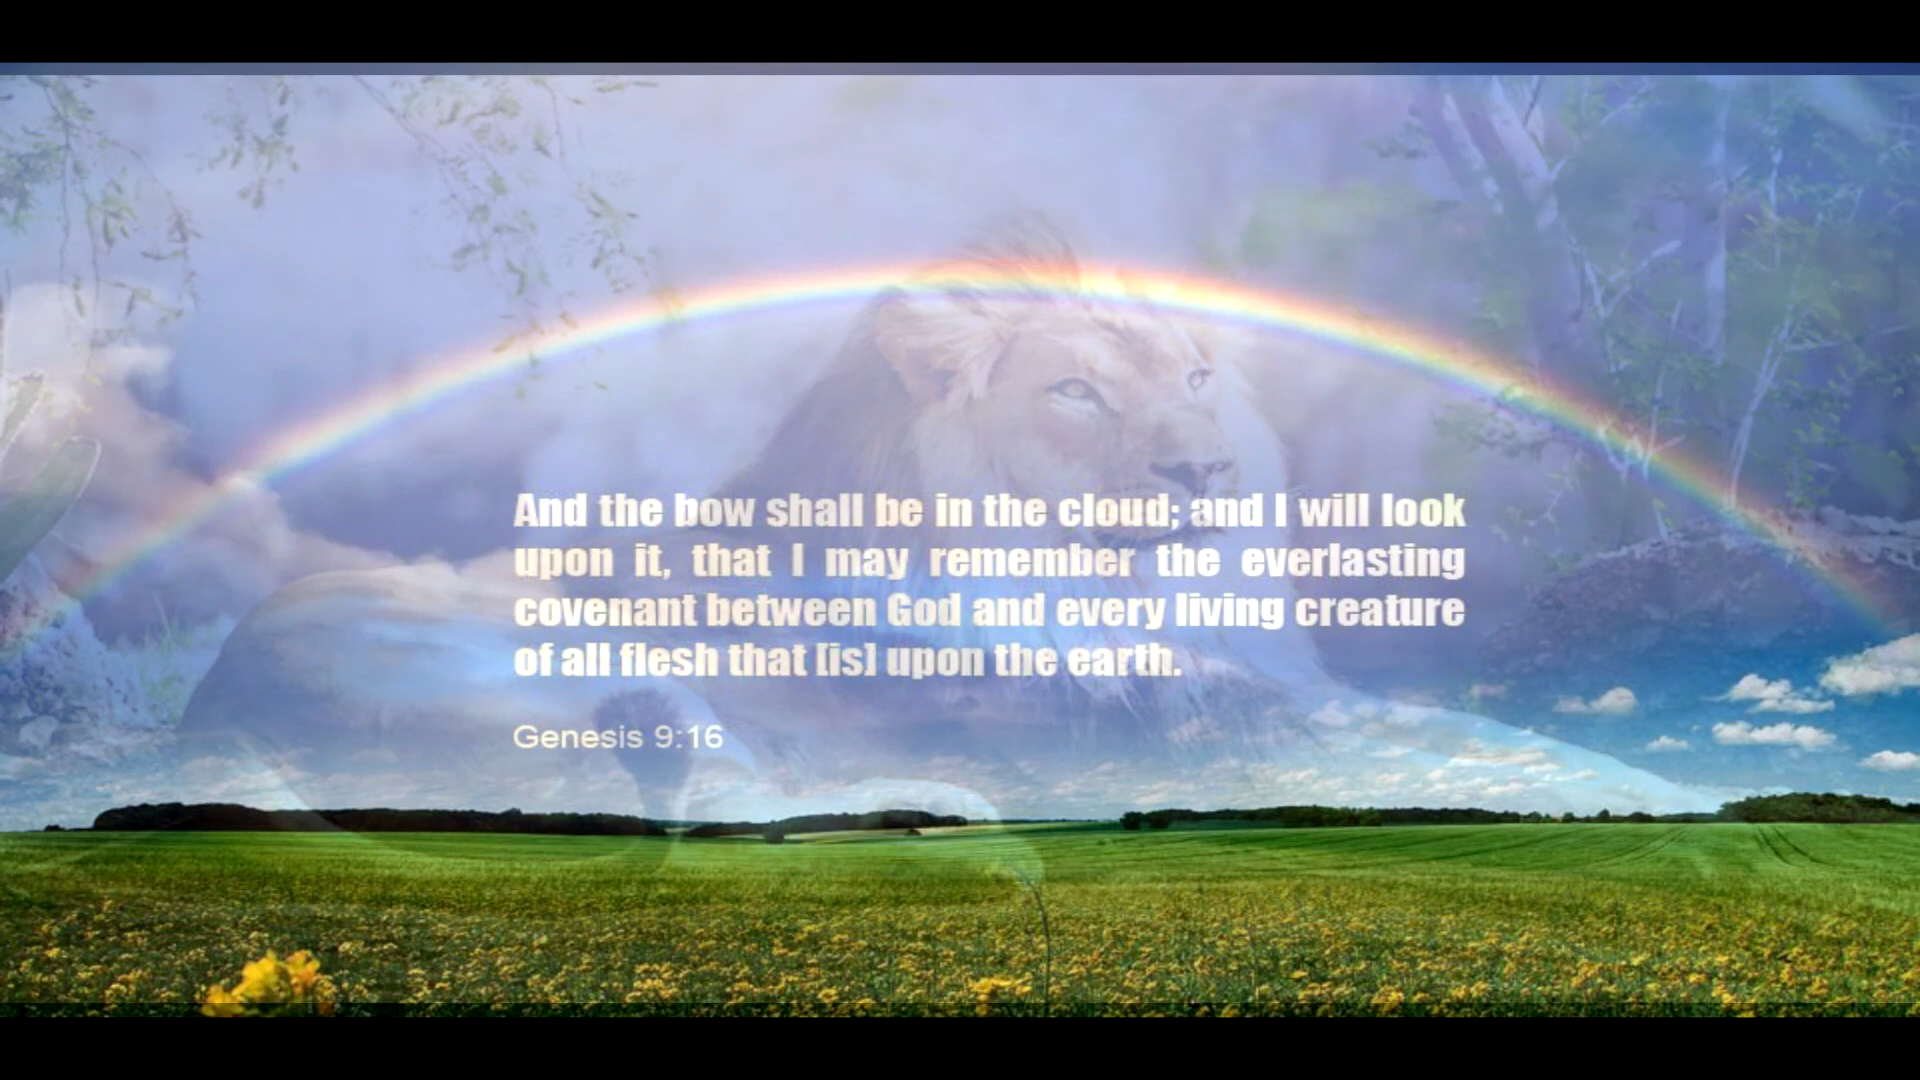 And the bow shall be in the cloud; and I will look
upon it, that I may remember the everlasting
covenant between God and every living creature
of all flesh that [is] upon the earth.
Genesis 9:16